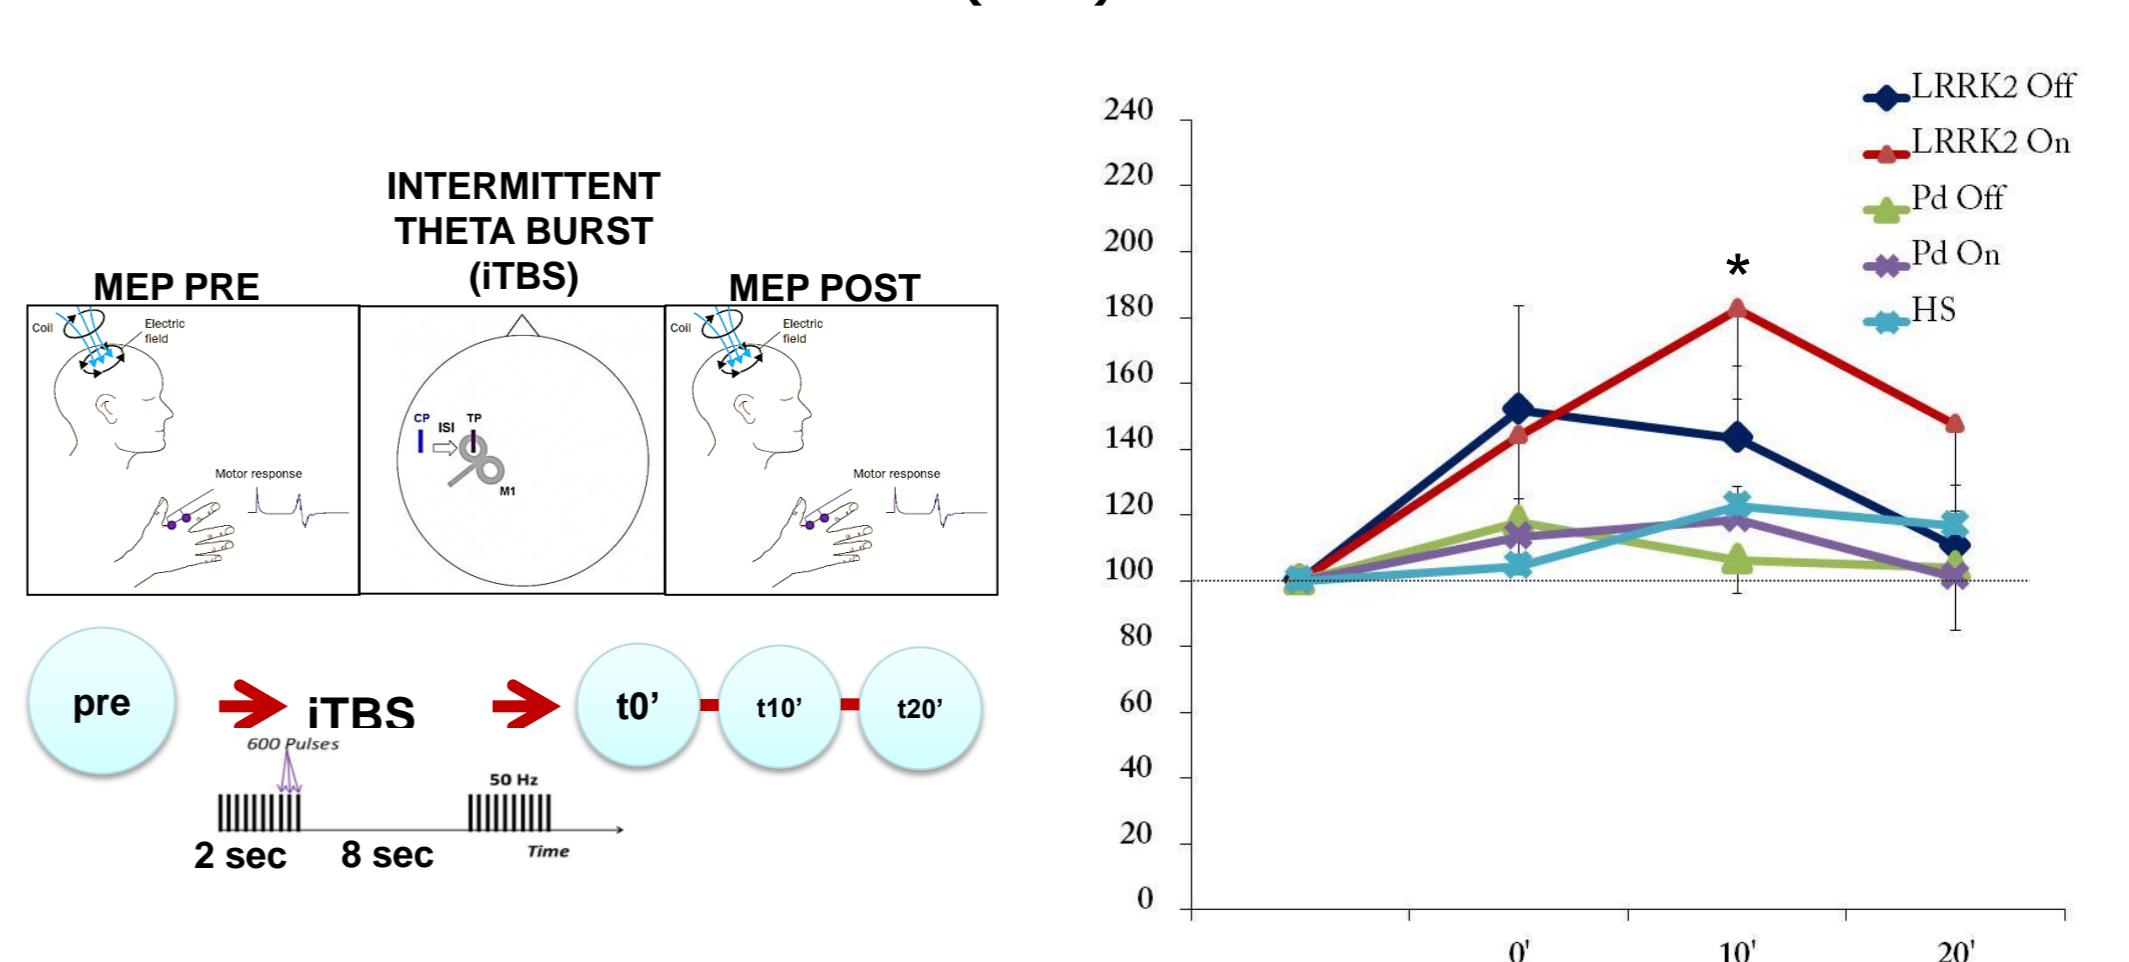 INTERMITTENT
THETA BURST
(iTBS)
MEP PRE
MEP POST
Coil
Electric
field
Motor response
CP
ISI
TP
M1
Coil
Electric
field
Motor response
pre
iTBS
t0’
t10’
t20’
600 Pulses
50 Hz
2 sec
8 sec
Time
LRRK2 Off
LRRK2 On
Pd Off
Pd On
HS
240
220
200
180
160
140
120
100
80
60
40
20
0
*
0'
10'
20'